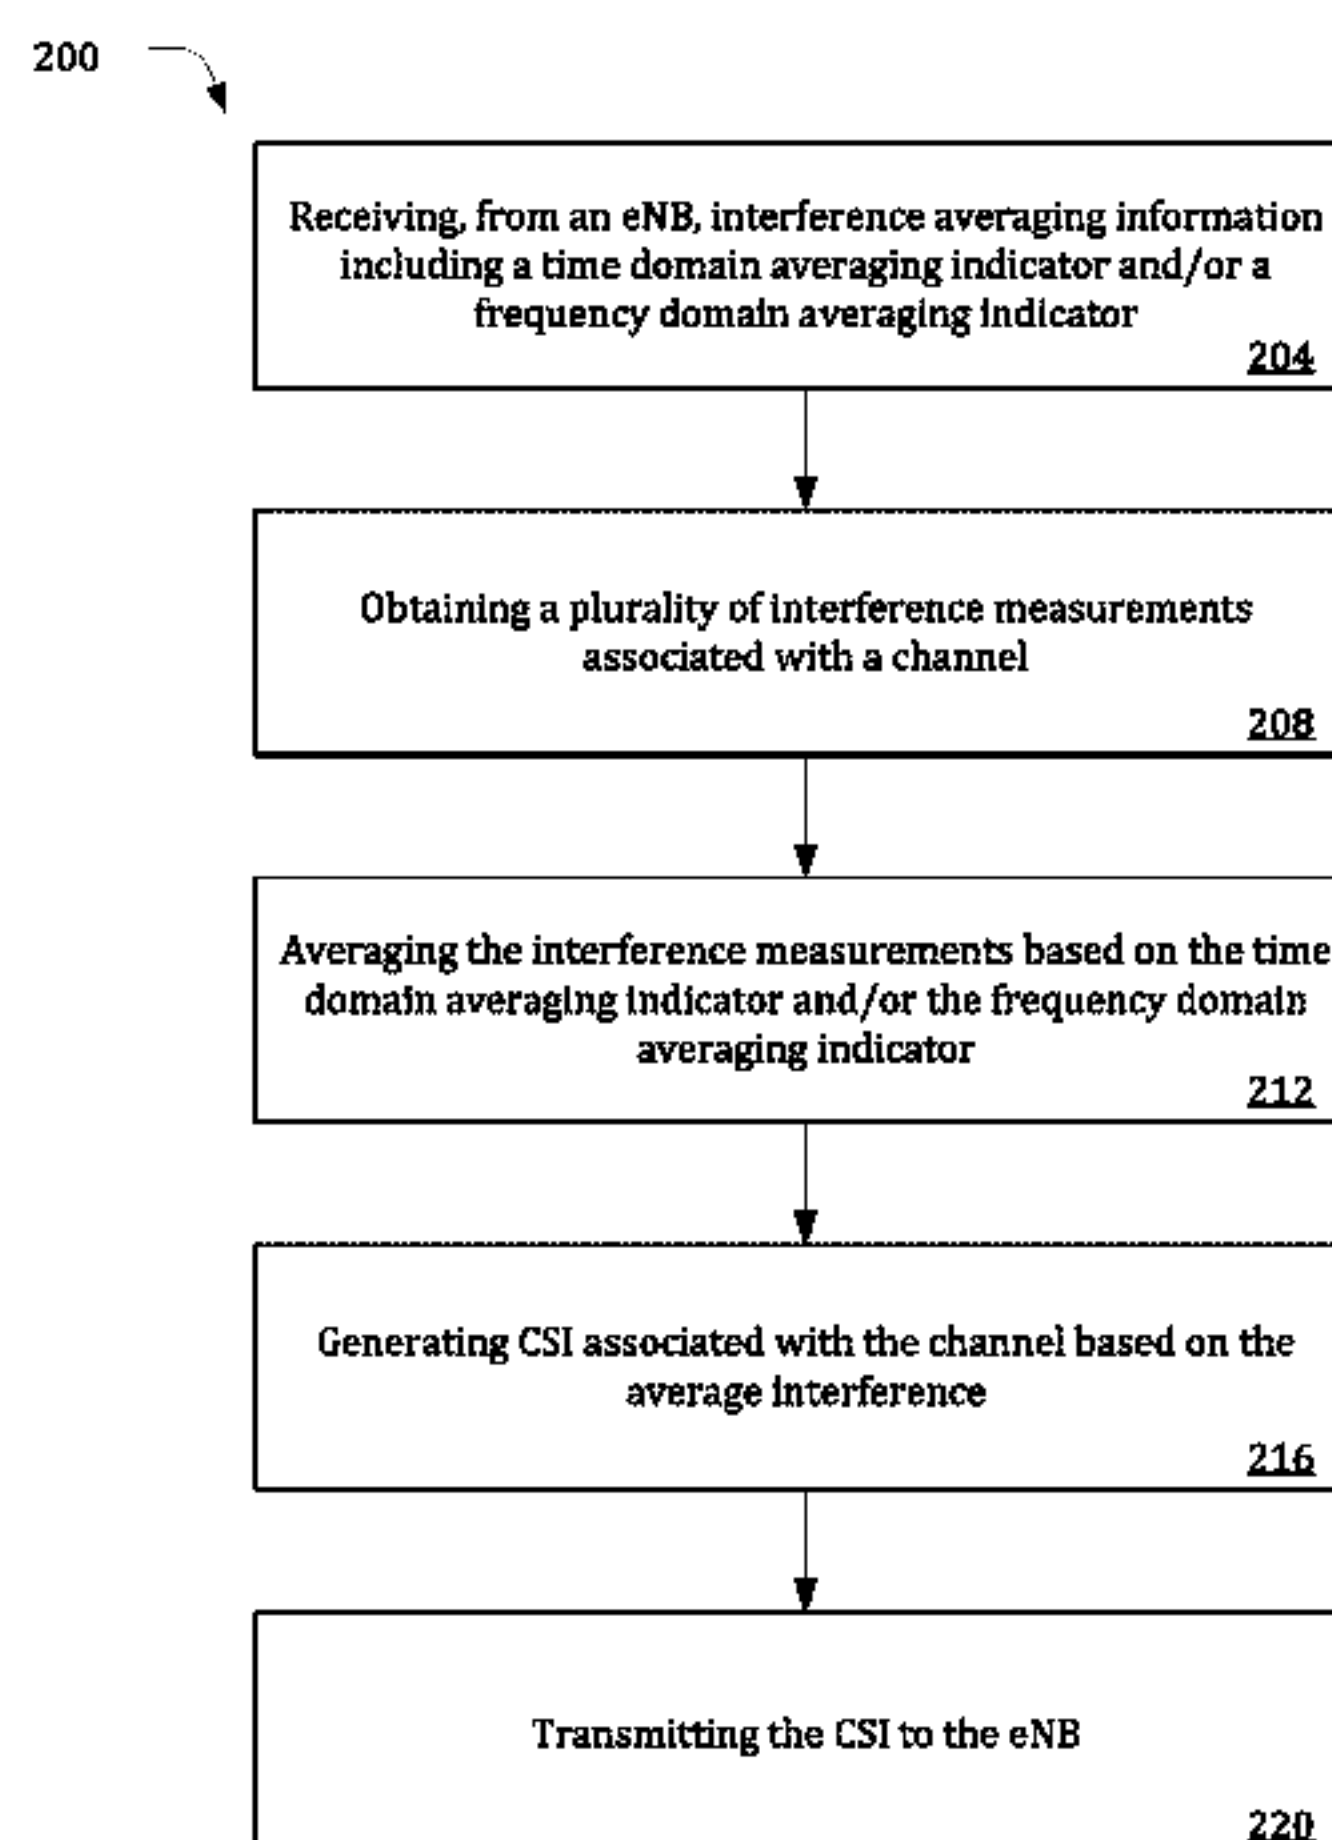 200
Receiving, from an eNB, interference averaging information
including a time domain averaging indicator and/or a
frequency domain averaging indicator
204
Obtaining a plurality of interference measurements
associated with a channel
208
Averaging the interference measurements based on the time
domain averaging indicator and/or the frequency domain
averaging indicator
212
Generating CSI associated with the channel based on the
average interference
216
Transmitting the CSI to the eNB
220